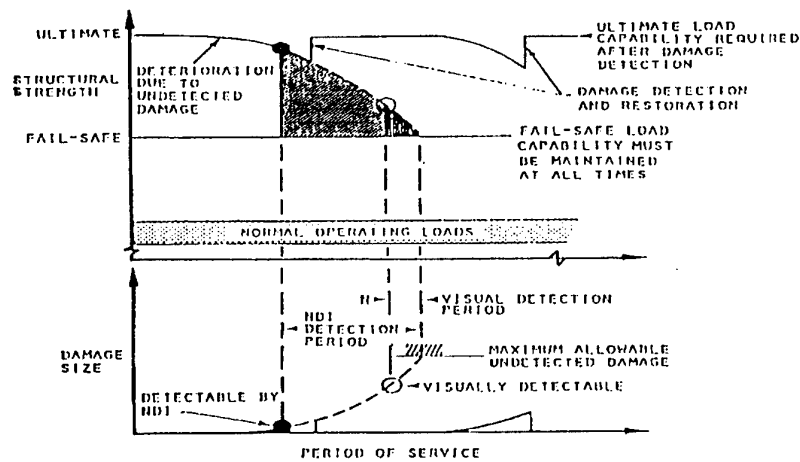 ULTIMATE
STRUCTURAL
STRENGTH
FAIL-SAFE
DETERIORATION
DUE TO
UNDETECTED
DAMAGE
ULTIMATE LOAD
CAPABILITY REQUIRED
AFTER DAMAGE
DETECTION
DAMAGE DETECTION
AND RESTORATION
FAIL-SAFE LOAD
CAPABILITY MUST
BE MAINTAINED
AT ALL TIMES
NORMAL OPERATING LOADS
N
VISUAL DETECTION
PERIOD
NDI
DETECTION
PERIOD
DAMAGE
SIZE
MAXIMUM ALLOWABLE
UNDETECTED DAMAGE
VISUALLY DETECTABLE
DETECTABLE BY
NDI
PERIOD OF SERVICE